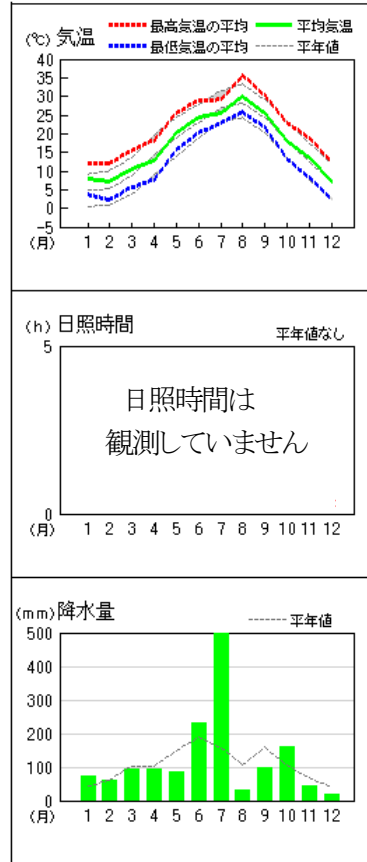 最高気温の平均 平均気温
(℃) 気温 最低気温の平均 平年値
40
35
30
25
20
15
10
5
0
-5
(月) 1 2 3 4 5 6 7 8 9 10 11 12
(h) 日照時間 平年値なし
5
日照時間は
観測していません
0
(月) 1 2 3 4 5 6 7 8 9 10 11 12
(mm) 降水量 平年値
500
400
300
200
100
0
(月) 1 2 3 4 5 6 7 8 9 10 11 12